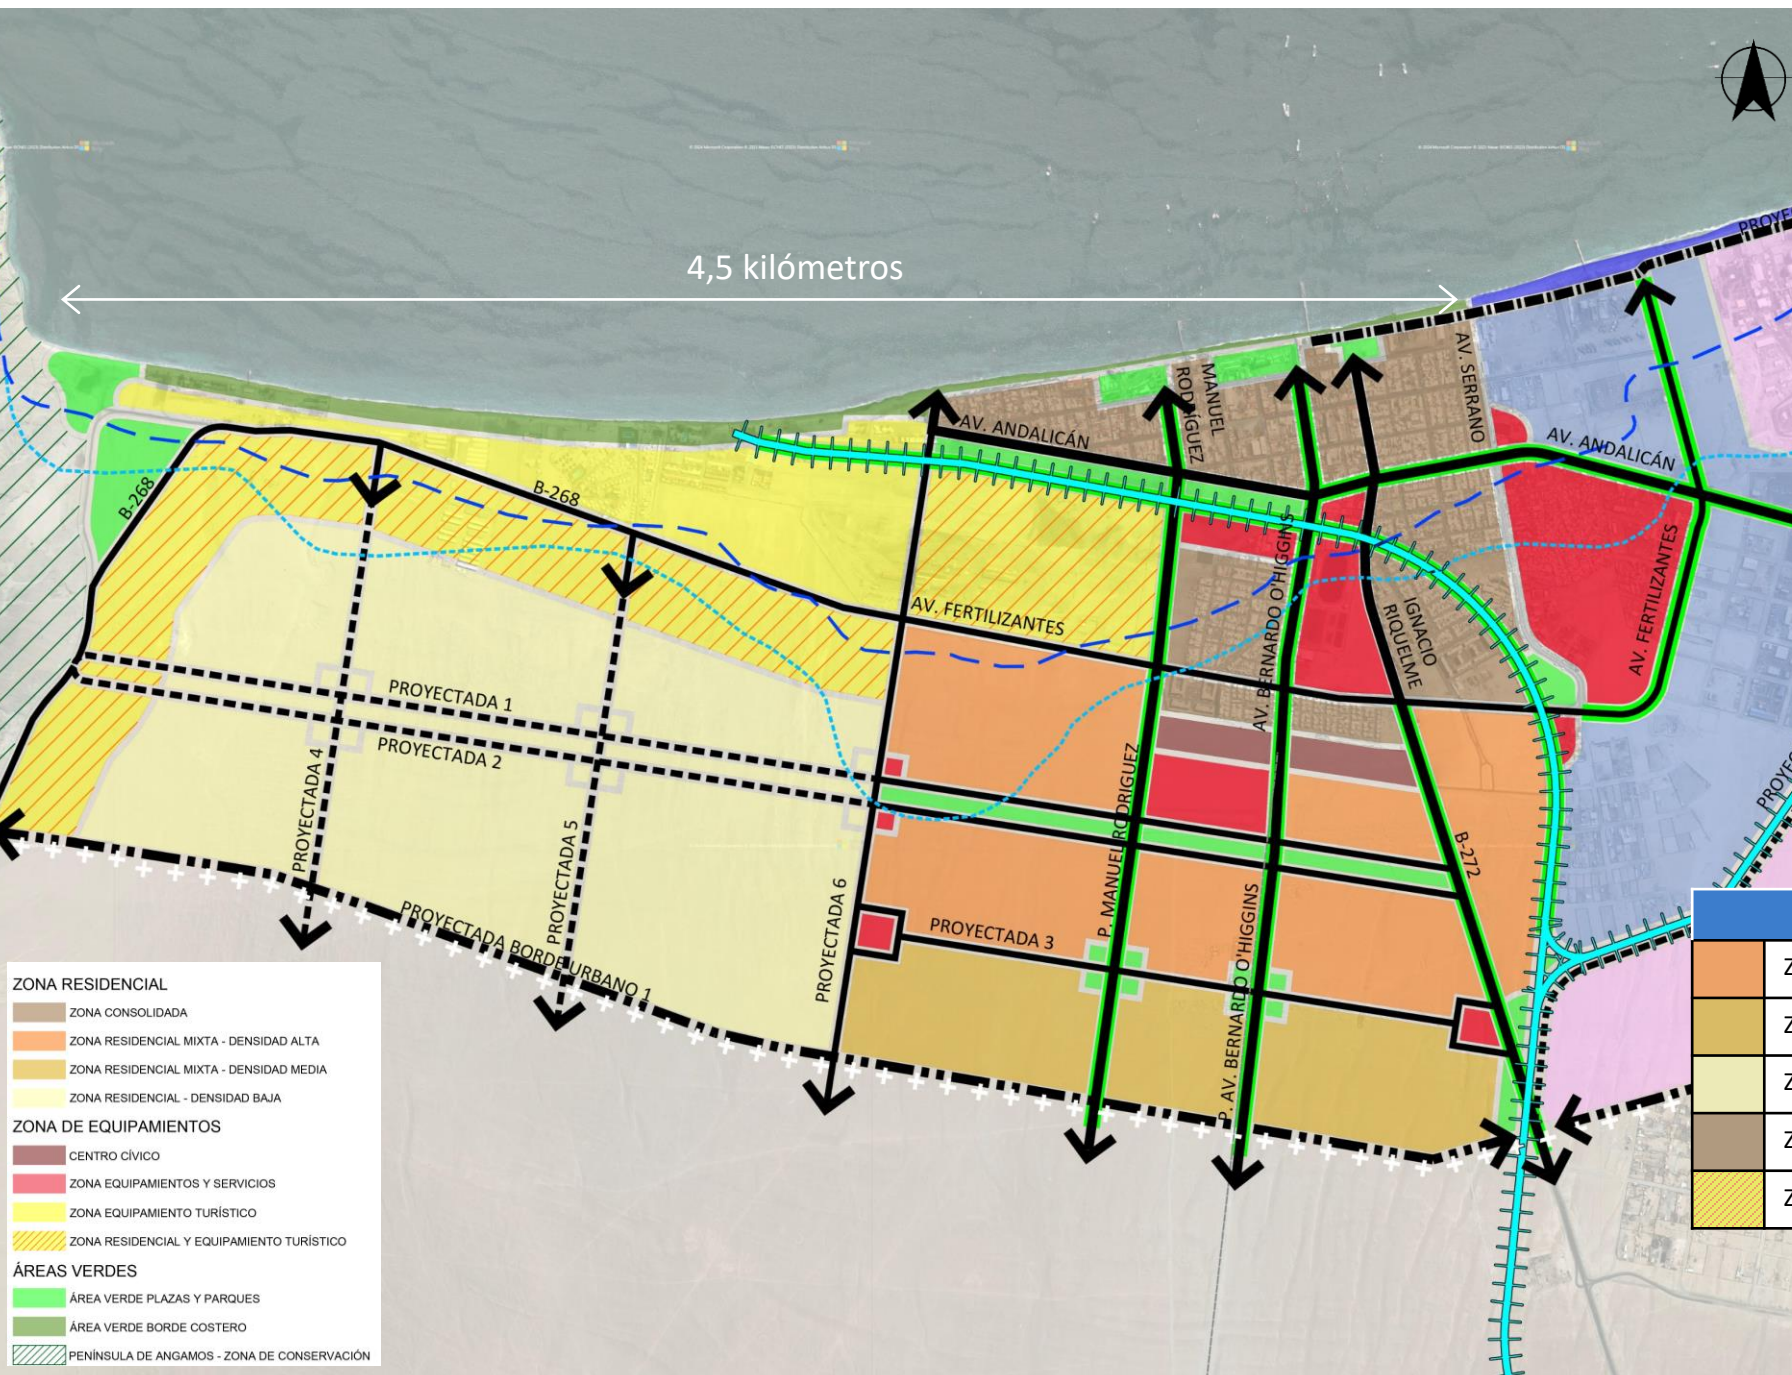 4,5 kilómetros
PROYE
MANUEL
RODRÍGUEZ
AV. SERRANO
AV. ANDALICÁN
AV. ANDALICÁN
B-268
B-268
AV. FERTILIZANTES
AV. FERTILIZANTES
AV. BERNARDO O'HIGGINS
IGNACIO
RIQUELME
PROYECTADA 1
PROYECTADA 2
PROYECTADA 4
PROYECTADA 5
PROYECTADA 6
P. MANUEL RODRIGUEZ
B-272
PROYEC
PROYECTADA 3
PROYECTADA BORDE URBANO 1
P. AV. BERNARDO O'HIGGINS
ZONA RESIDENCIAL
ZONA CONSOLIDADA
ZONA RESIDENCIAL MIXTA - DENSIDAD ALTA
ZONA RESIDENCIAL MIXTA - DENSIDAD MEDIA
ZONA RESIDENCIAL - DENSIDAD BAJA
ZONA DE EQUIPAMIENTOS
CENTRO CÍVICO
ZONA EQUIPAMIENTOS Y SERVICIOS
ZONA EQUIPAMIENTO TURÍSTICO
ZONA RESIDENCIAL Y EQUIPAMIENTO TURÍSTICO
ÁREAS VERDES
ÁREA VERDE PLAZAS Y PARQUES
ÁREA VERDE BORDE COSTERO
PENÍNSULA DE ANGAMOS - ZONA DE CONSERVACIÓN
Z
Z
Z
Z
Z